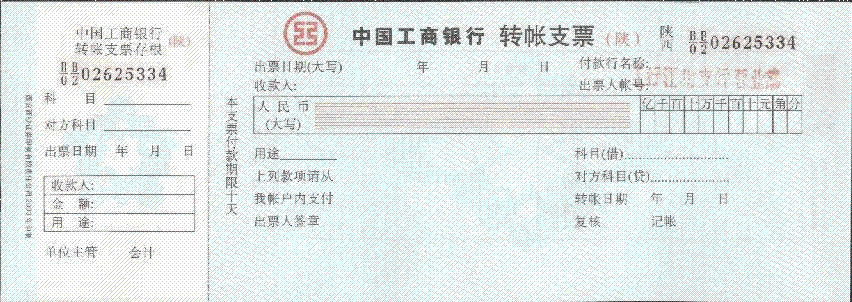 中国工商银行
转帐支票存根
(陕)
BB
02 02625334
科　　目
对方科目
出票日期　年　月　日
收款人:
金　额:
用　途:
单位主管　　会计
本支票付款期限十天
中国工商银行　转帐支票(陕)　陕西　BB
02 02625334
出票日期(大写)　　年　　月　　日　付款行名称:
收款人:　出票人帐号:
人民币
(大写)
亿千百十万千百十元角分
用途
上列款项请从
我帐户内支付
出票人签章
科目(借)
对方科目(贷)
转帐日期　年　月　日
复核　　记帐